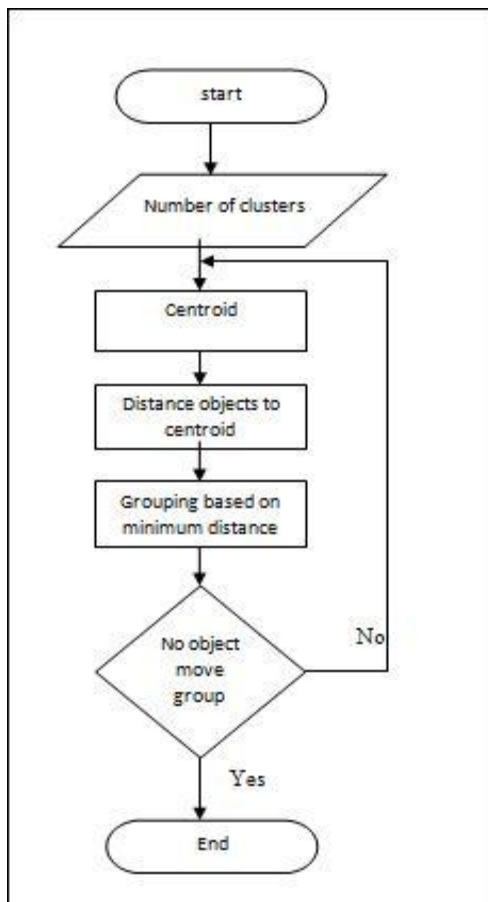 start
Number of clusters
Centroid
Distance objects to
centroid
Grouping based on
minimum distance
No object
move
group
No
Yes
End